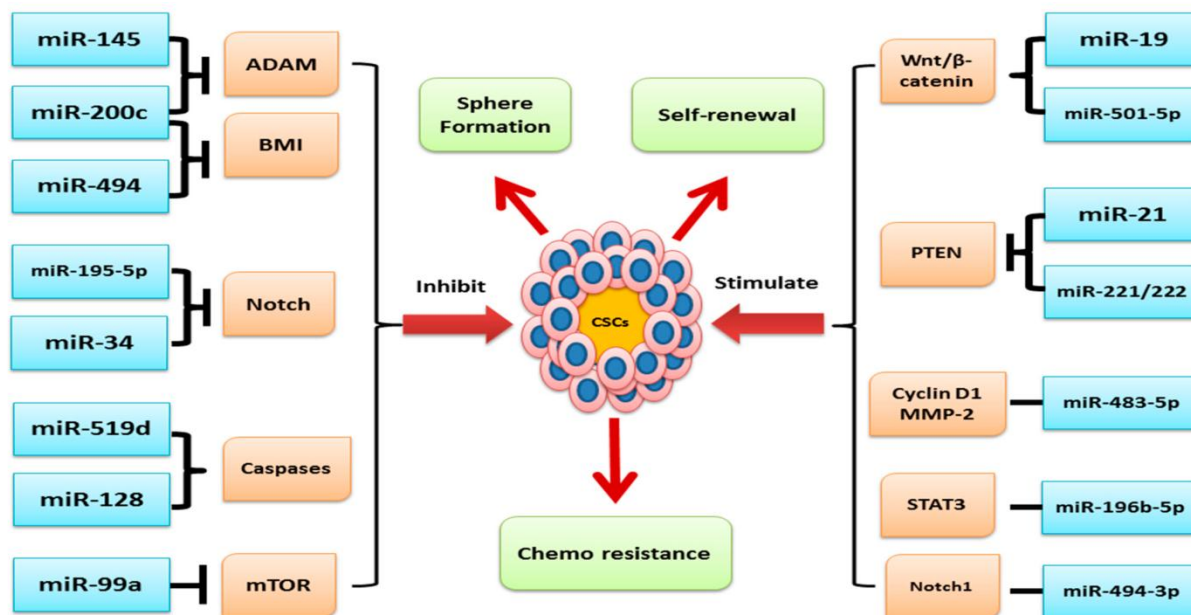 miR-145
miR-200c
miR-494
miR-195-5p
miR-34
miR-519d
miR-128
miR-99a
ADAM
BMI
Notch
Caspases
mTOR
Inhibit
Sphere
Formation
Self-renewal
CSCs
Chemo resistance
Stimulate
Wnt/β-
catenin
PTEN
Cyclin D1
MMP-2
STAT3
Notch1
miR-19
miR-501-5p
miR-21
miR-221/222
miR-483-5p
miR-196b-5p
miR-494-3p